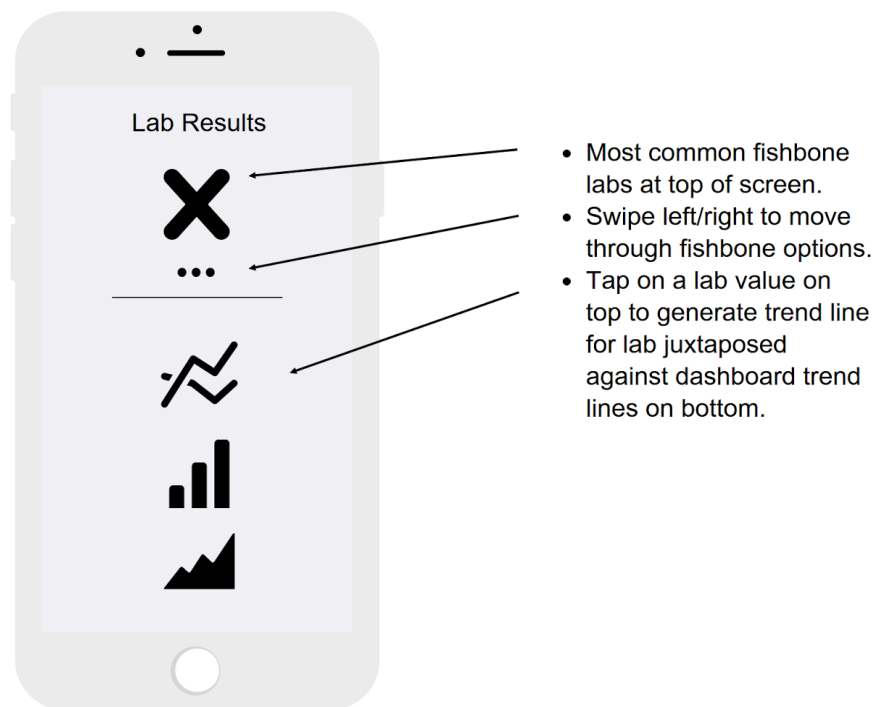 Lab Results
• Most common fishbone
labs at top of screen.
• Swipe left/right to move
through fishbone options.
• Tap on a lab value on
top to generate trend line
for lab juxtaposed
against dashboard trend
lines on bottom.